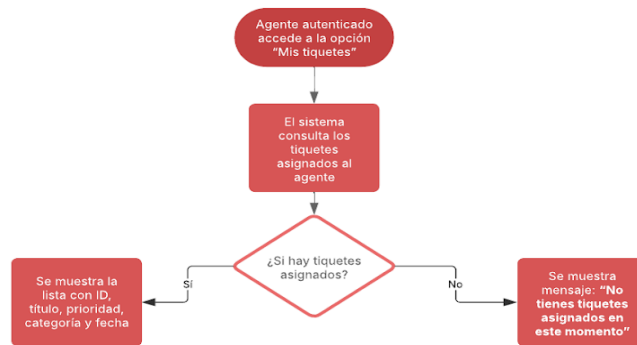 Agente autenticado
accede a la opción
“Mis tiquetes”
El sistema
consulta los
tiquetes
asignados al
agente
¿Si hay tiquetes
asignados?
Sí
No
Se muestra la
lista con ID,
título, prioridad,
categoría y fecha
Se muestra
mensaje: “No
tienes tiquetes
asignados en
este momento”